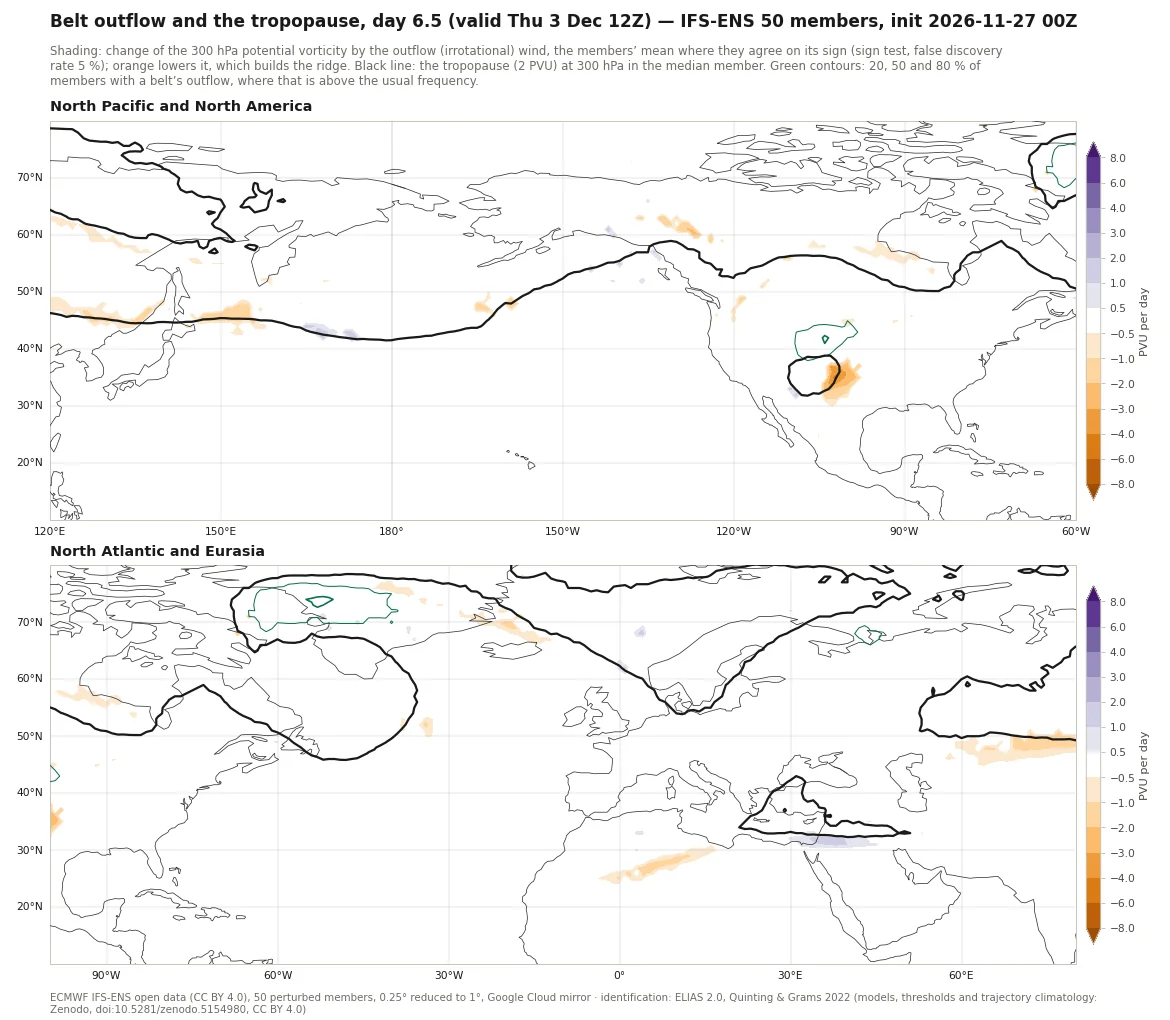 Belt outflow and the tropopause, day 6.5 (valid Thu 3 Dec 12Z) — IFS-ENS 50 members, init 2026-11-27 00Z
Shading: change of the 300 hPa potential vorticity by the outflow (irrotational) wind, the members’ mean where they agree on its sign (sign test, false discovery
rate 5 %); orange lowers it, which builds the ridge. Black line: the tropopause (2 PVU) at 300 hPa in the median member. Green contours: 20, 50 and 80 % of
members with a belt’s outflow, where that is above the usual frequency.
North Pacific and North America
70°N
60°N
50°N
40°N
30°N
20°N
120°E
150°E
180°
150°W
120°W
90°W
60°W
8.0
6.0
4.0
3.0
2.0
1.0
0.5
−0.5
−1.0
−2.0
−3.0
−4.0
−6.0
−8.0
PVU per day
North Atlantic and Eurasia
70°N
60°N
50°N
40°N
30°N
20°N
90°W
60°W
30°W
0°
30°E
60°E
8.0
6.0
4.0
3.0
2.0
1.0
0.5
−0.5
−1.0
−2.0
−3.0
−4.0
−6.0
−8.0
PVU per day
ECMWF IFS-ENS open data (CC BY 4.0), 50 perturbed members, 0.25° reduced to 1°, Google Cloud mirror · identification: ELIAS 2.0, Quinting & Grams 2022 (models, thresholds and trajectory climatology:
Zenodo, doi:10.5281/zenodo.5154980, CC BY 4.0)